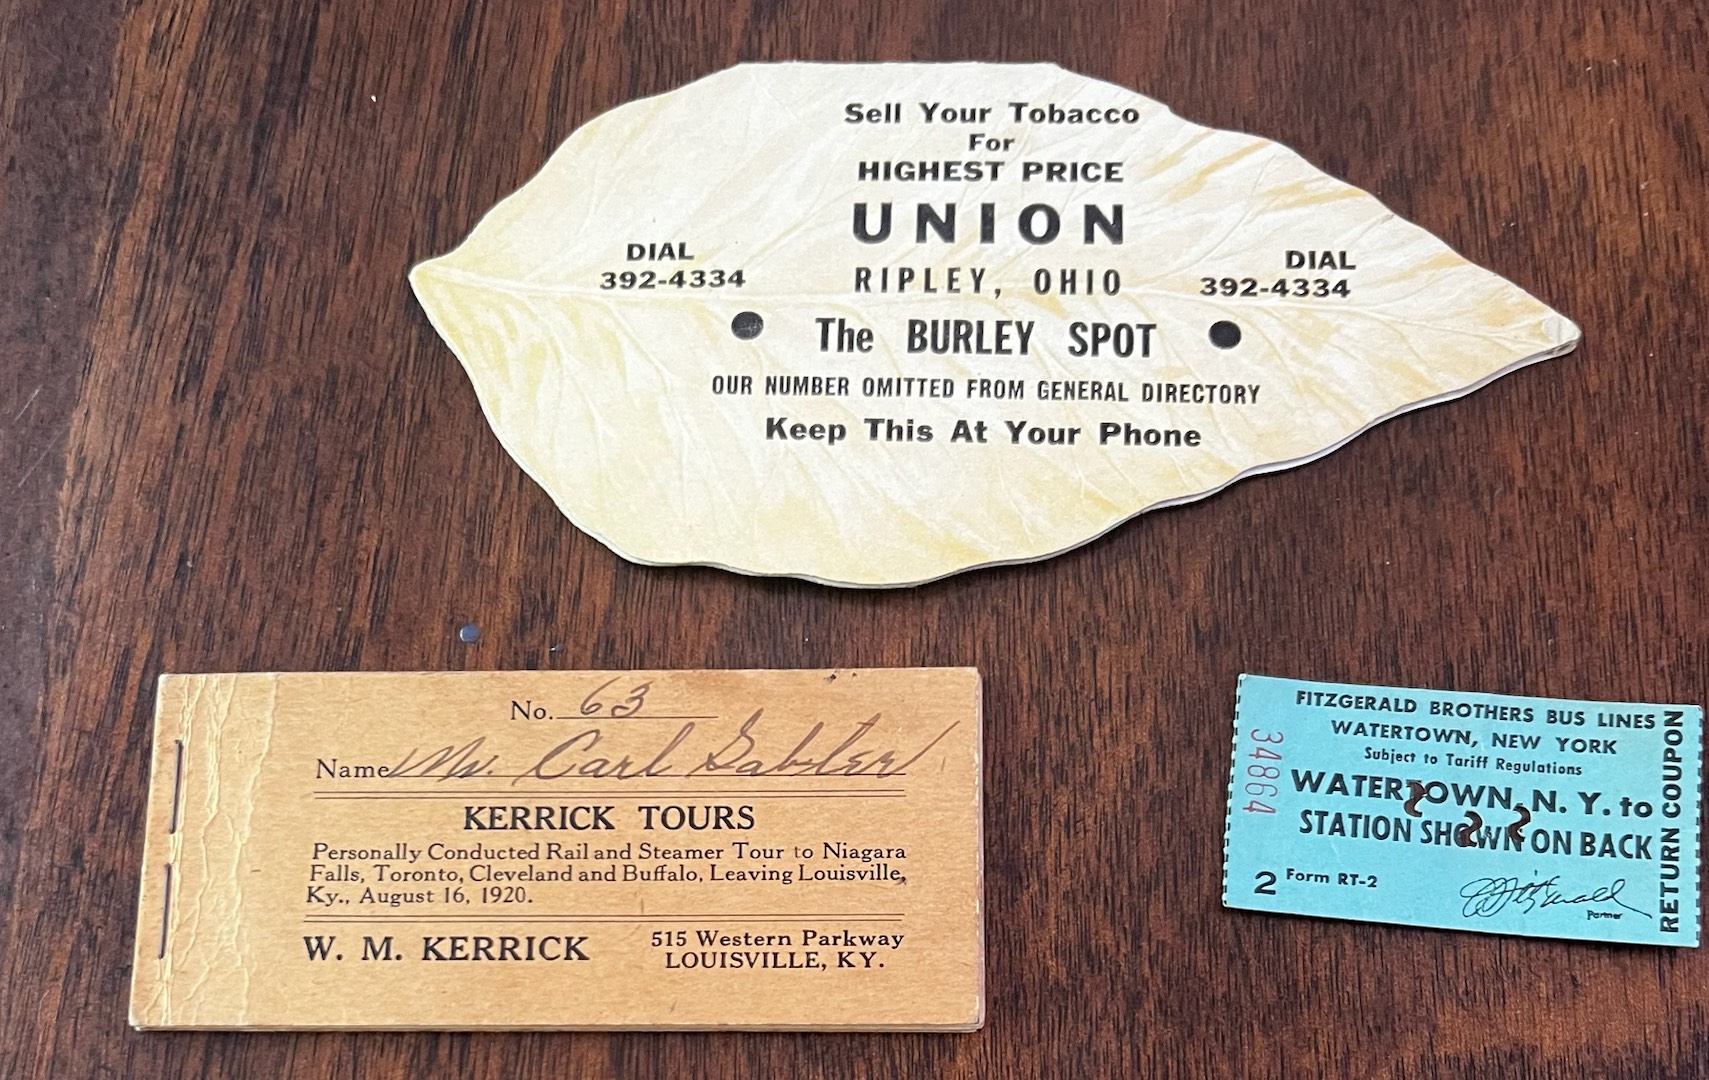 Sell Your Tobacco
For
HIGHEST PRICE
UNION
RIPLEY, OHIO
DIAL
392-4334
DIAL
392-4334
The BURLEY SPOT
OUR NUMBER OMITTED FROM GENERAL DIRECTORY
Keep This At Your Phone
No. 63
Name Mr. Carl
KERRICK TOURS
Personally Conducted Rail and Steamer Tour to Niagara
Falls, Toronto, Cleveland and Buffalo, Leaving Louisville,
Ky., August 16, 1920.
W. M. KERRICK
515 Western Parkway
LOUISVILLE, KY.
FITZGERALD BROTHERS BUS LINES
WATERTOWN, NEW YORK
Subject to Tariff Regulations
WATERTOWN, N. Y. to
STATION SHOWN ON BACK
2 Form RT-2
Partner
34864
RETURN COUPON